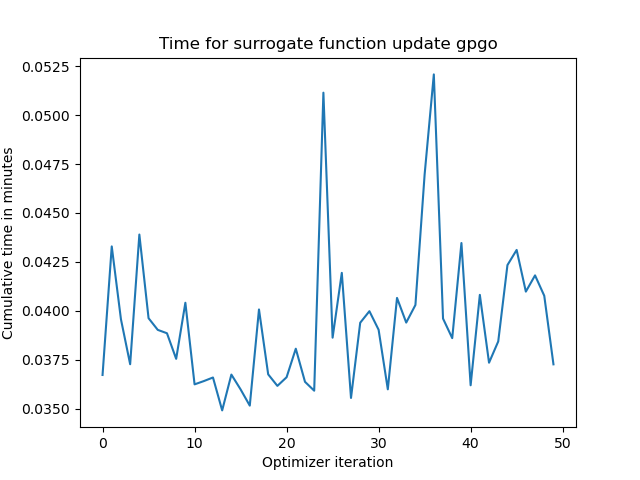 Time for surrogate function update gpgo
Cumulative time in minutes
0.0525
0.0500
0.0475
0.0450
0.0425
0.0400
0.0375
0.0350
0 10 20 30 40 50
Optimizer iteration